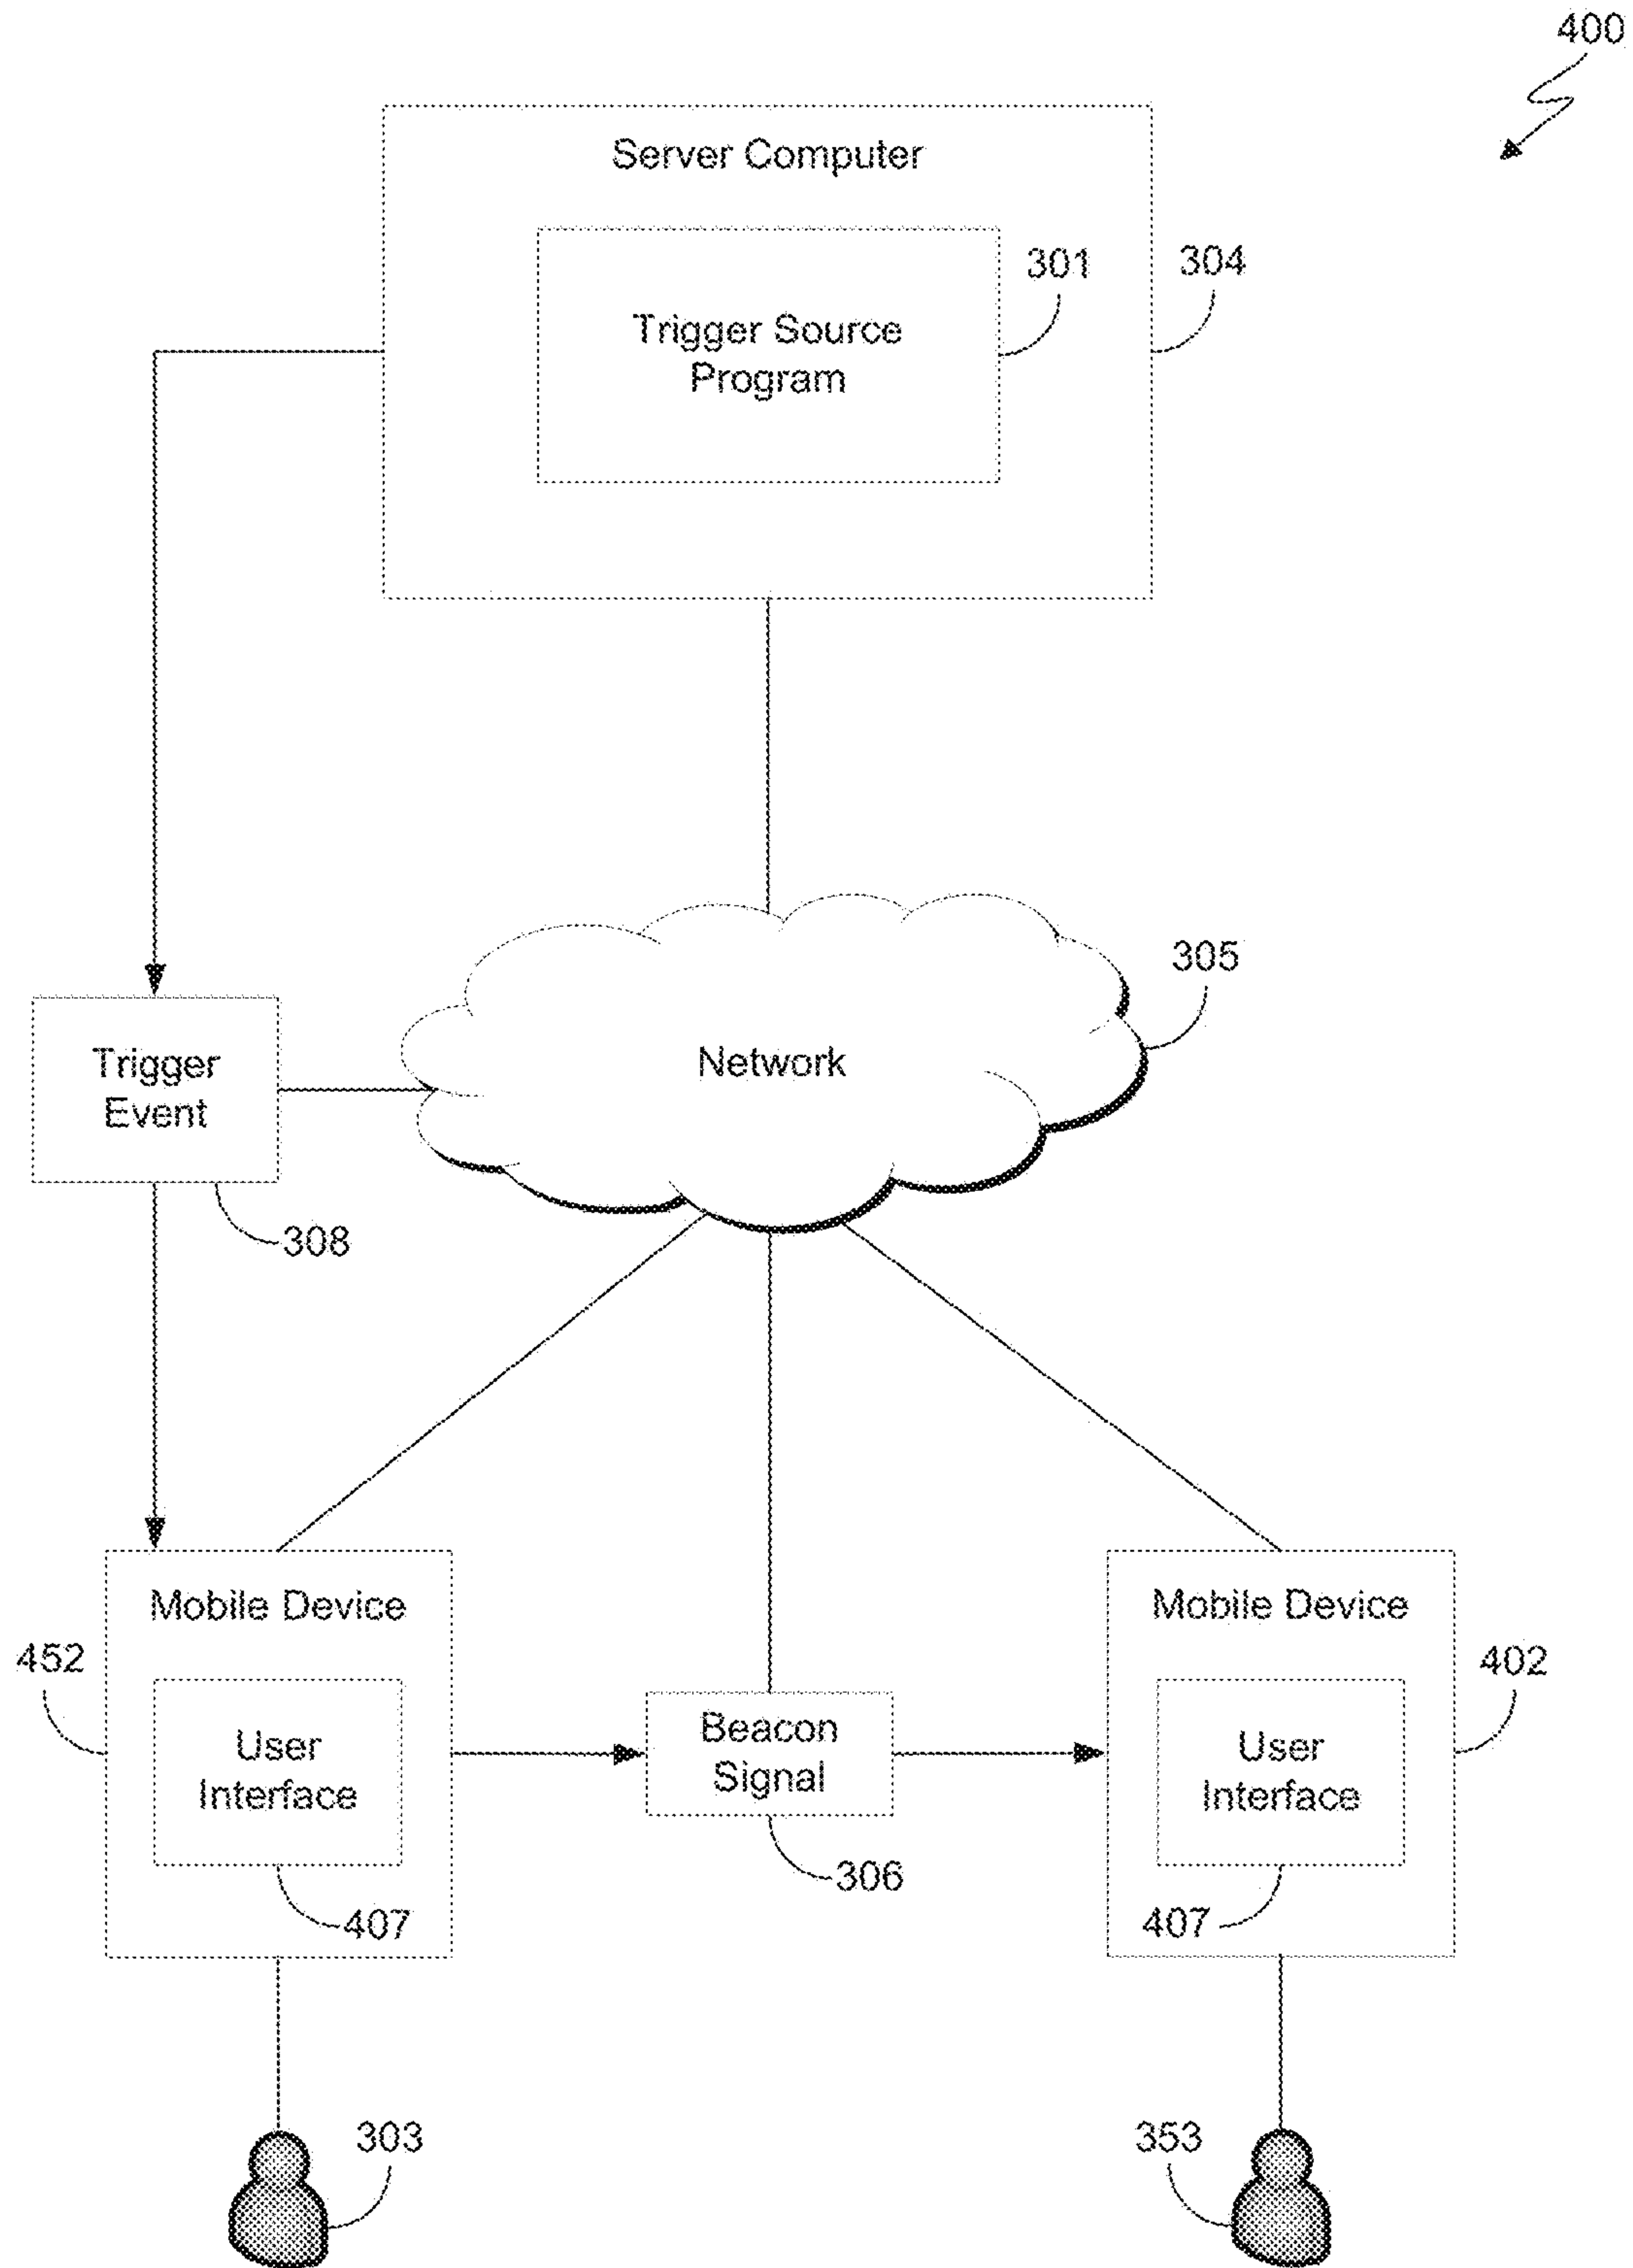 400
Server Computer
301
304
Trigger Source
Program
305
Network
Trigger
Event
308
Mobile Device
Mobile Device
452
402
User
Interface
Beacon
Signal
User
Interface
306
407
407
303
353